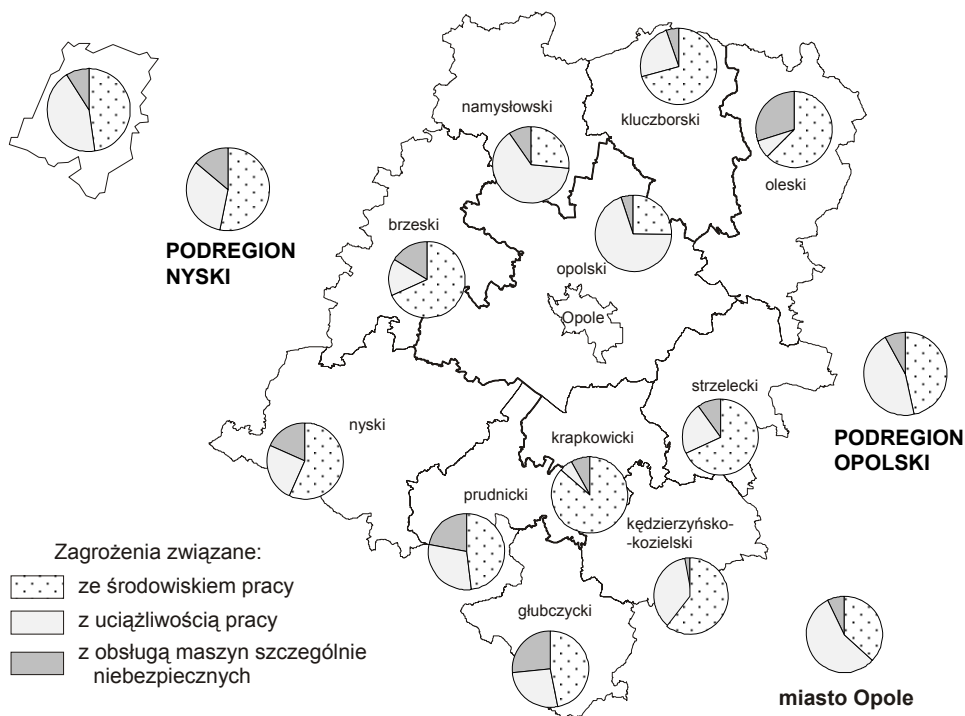 namysłowski
kluczborski
oleski
brzeski
PODREGION
NYSKI
opolski
Opole
strzelecki
nyski
krapkowicki
PODREGION
OPOLSKI
prudnicki
kędzierzyńsko-
-kozielski
Zagrożenia związane:
ze środowiskiem pracy
z uciążliwością pracy
z obsługą maszyn szczególnie
niebezpiecznych
głubczycki
miasto Opole